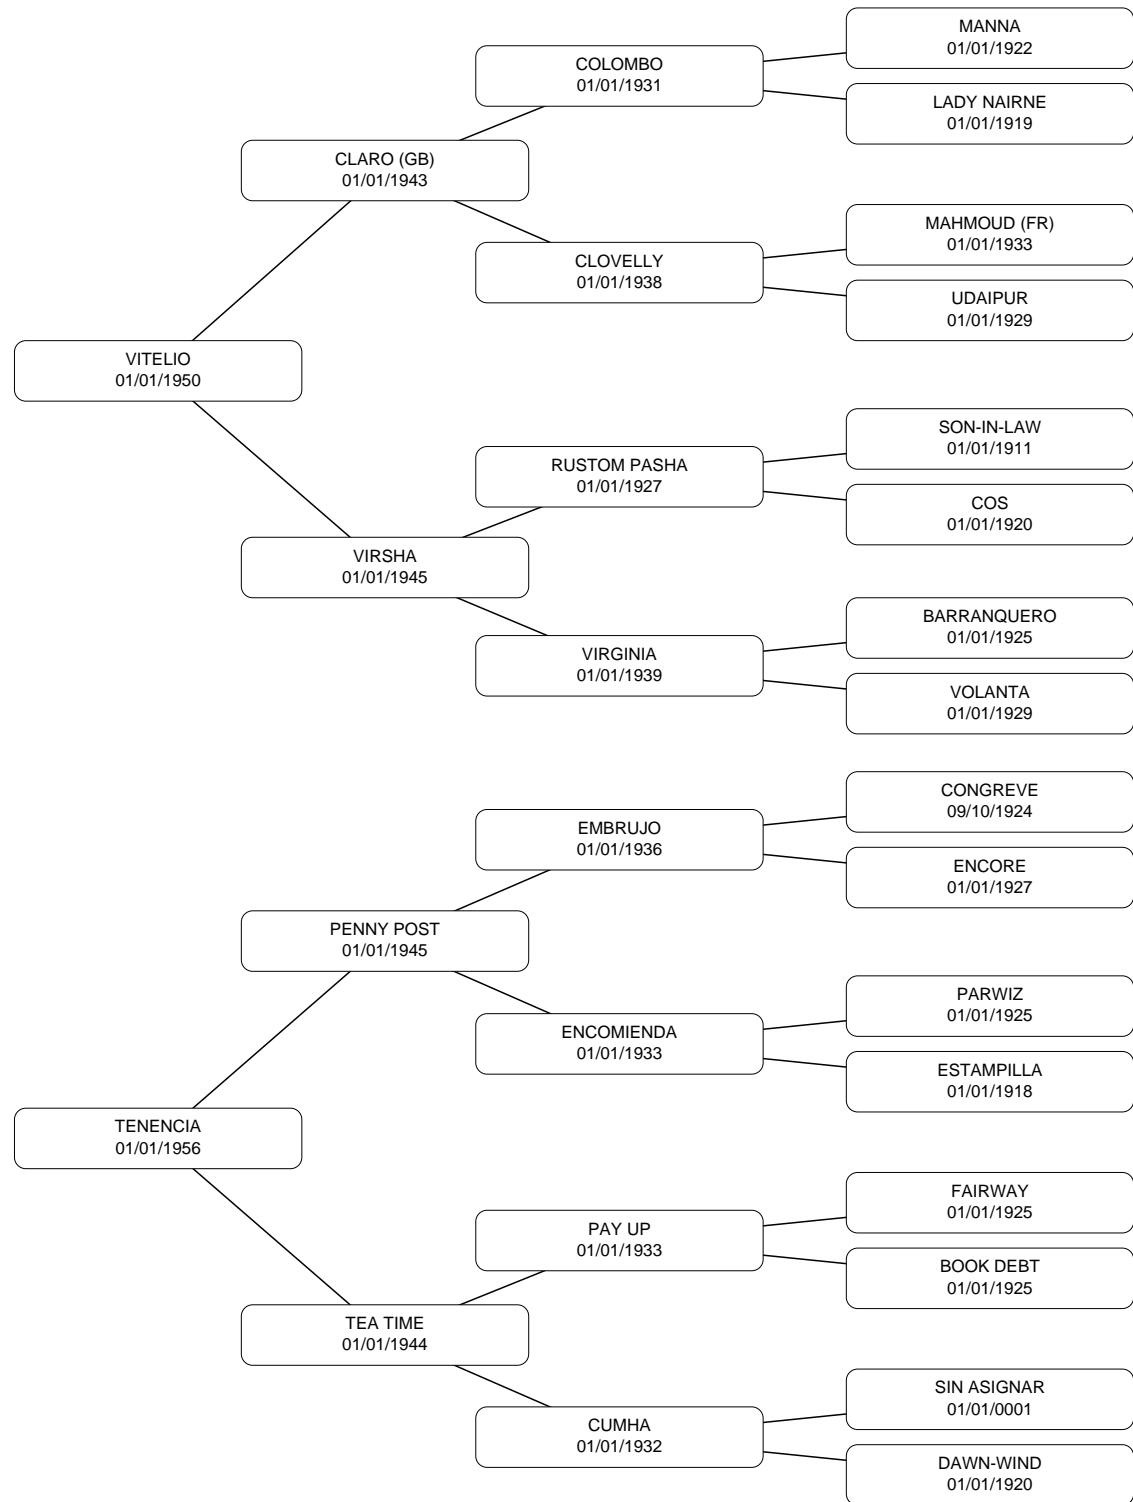 MANNA
01/01/1922
COLOMBO
01/01/1931
LADY NAIRNE
01/01/1919
CLARO (GB)
01/01/1943
MAHMOUD (FR)
01/01/1933
CLOVELLY
01/01/1938
UDAIPUR
01/01/1929
VITELIO
01/01/1950
SON-IN-LAW
01/01/1911
RUSTOM PASHA
01/01/1927
COS
01/01/1920
VIRSHA
01/01/1945
BARRANQUERO
01/01/1925
VIRGINIA
01/01/1939
VOLANTA
01/01/1929
CONGREVE
09/10/1924
EMBRUJO
01/01/1936
ENCORE
01/01/1927
PENNY POST
01/01/1945
PARWIZ
01/01/1925
ENCOMIENDA
01/01/1933
ESTAMPILLA
01/01/1918
TENENCIA
01/01/1956
FAIRWAY
01/01/1925
PAY UP
01/01/1933
BOOK DEBT
01/01/1925
TEA TIME
01/01/1944
SIN ASIGNAR
01/01/0001
CUMHA
01/01/1932
DAWN-WIND
01/01/1920